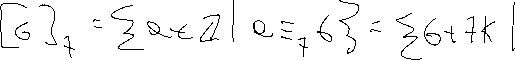 [6]_7 = {a ∈ ℤ | a ≡_7 6} = {6+7k |